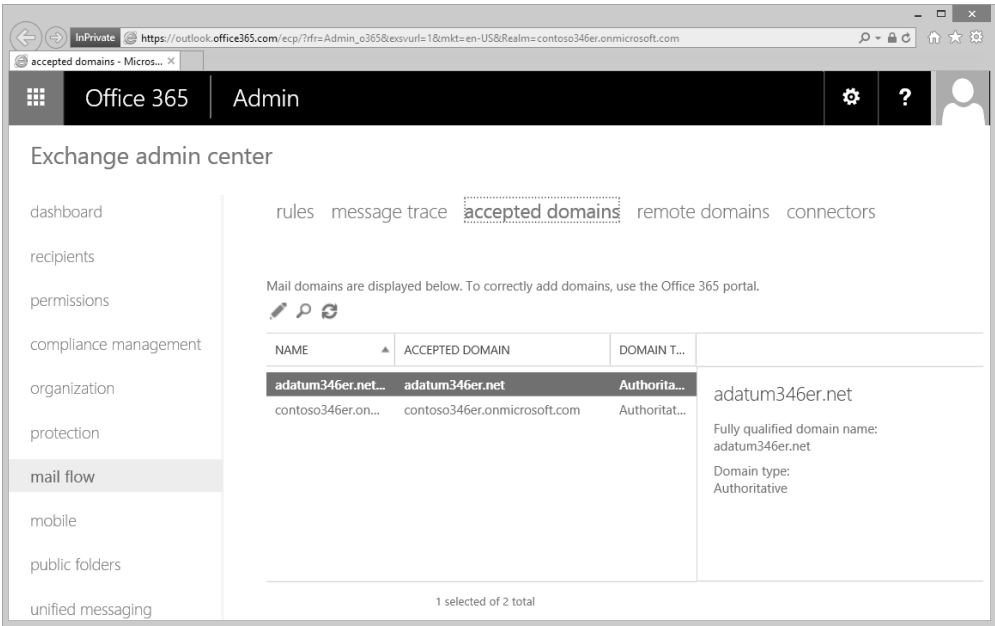 InPrivate https://outlook.office365.com/ecp/?rfr=Admin_o365&exsvurl=1&mkt=en-US&Realm=contoso346er.onmicrosoft.com
accepted domains - Micros...
Office 365 Admin ?
Exchange admin center
dashboard
rules message trace accepted domains remote domains connectors
recipients
Mail domains are displayed below. To correctly add domains, use the Office 365 portal.
permissions
compliance management
NAME ACCEPTED DOMAIN DOMAIN T...
organization
adatum346er.net... adatum346er.net Authorita...
contoso346er.on... contoso346er.onmicrosoft.com Authoritat...
adatum346er.net
Fully qualified domain name:
adatum346er.net
Domain type:
Authoritative
protection
mail flow
mobile
public folders
unified messaging
1 selected of 2 total